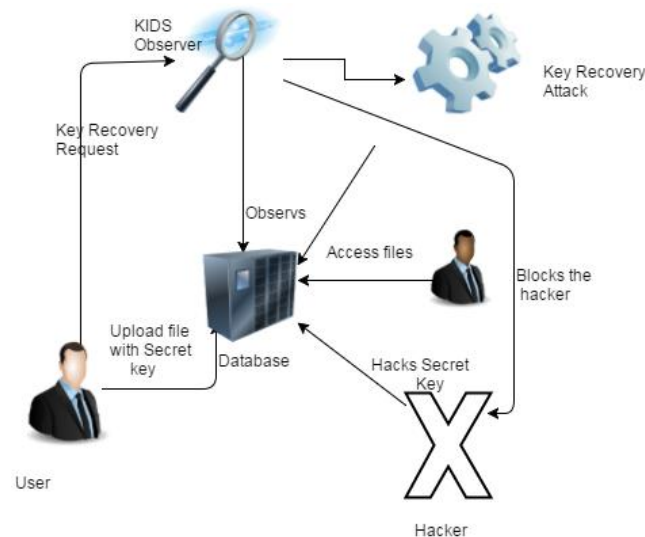 KIDS
Observer
Key Recovery
Attack
Key Recovery
Request
Observs
Access files
Blocks the
hacker
Upload file
with Secret
key
Database
Hacks Secret
Key
User
Hacker